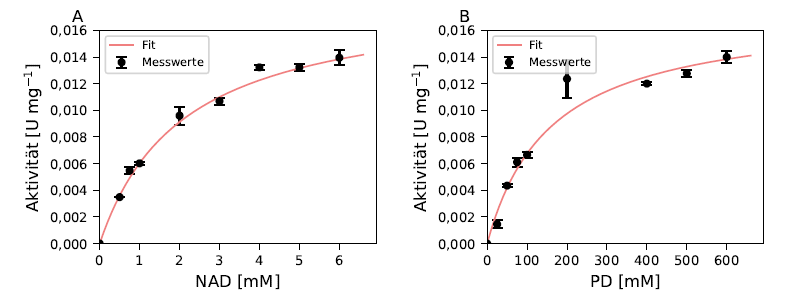 A
0,016
0,014
0,012
0,010
0,008
0,006
0,004
0,002
0,000
Aktivität [U mg⁻¹]
Fit
Messwerte
0 1 2 3 4 5 6
NAD [mM]
B
0,016
0,014
0,012
0,010
0,008
0,006
0,004
0,002
0,000
Aktivität [U mg⁻¹]
Fit
Messwerte
0 100 200 300 400 500 600
PD [mM]